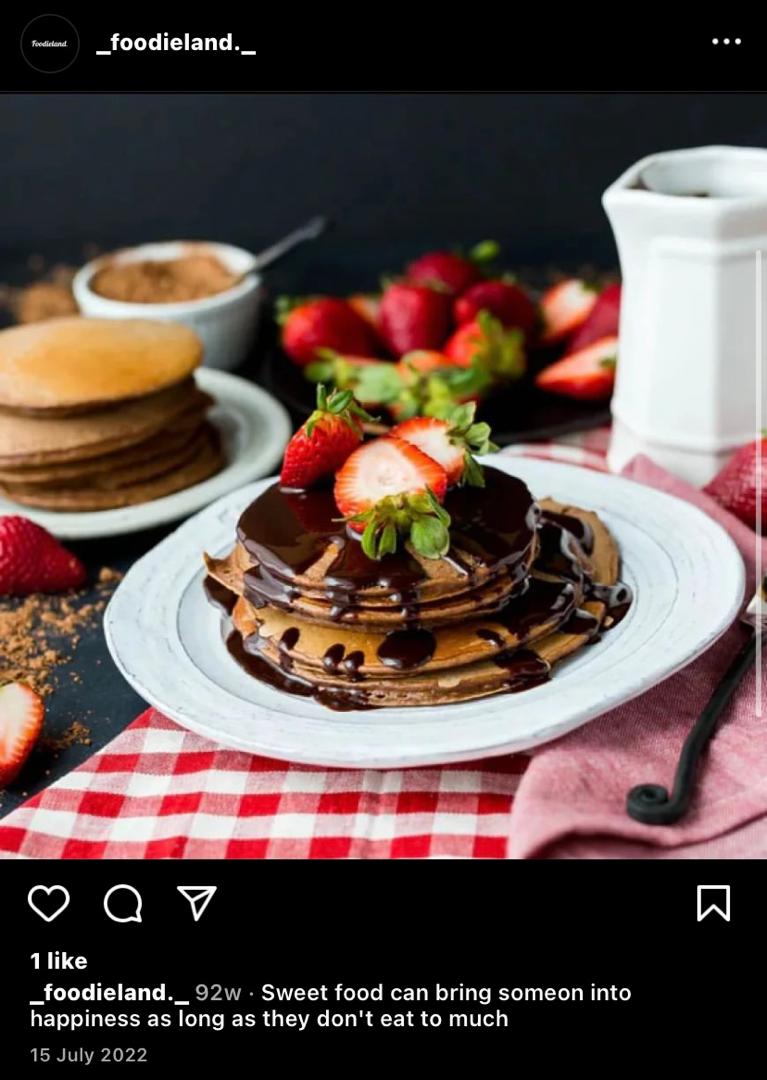 Foodieland.
_foodieland._
1 like
_foodieland._ 92w · Sweet food can bring someon into
happiness as long as they don't eat to much
15 July 2022